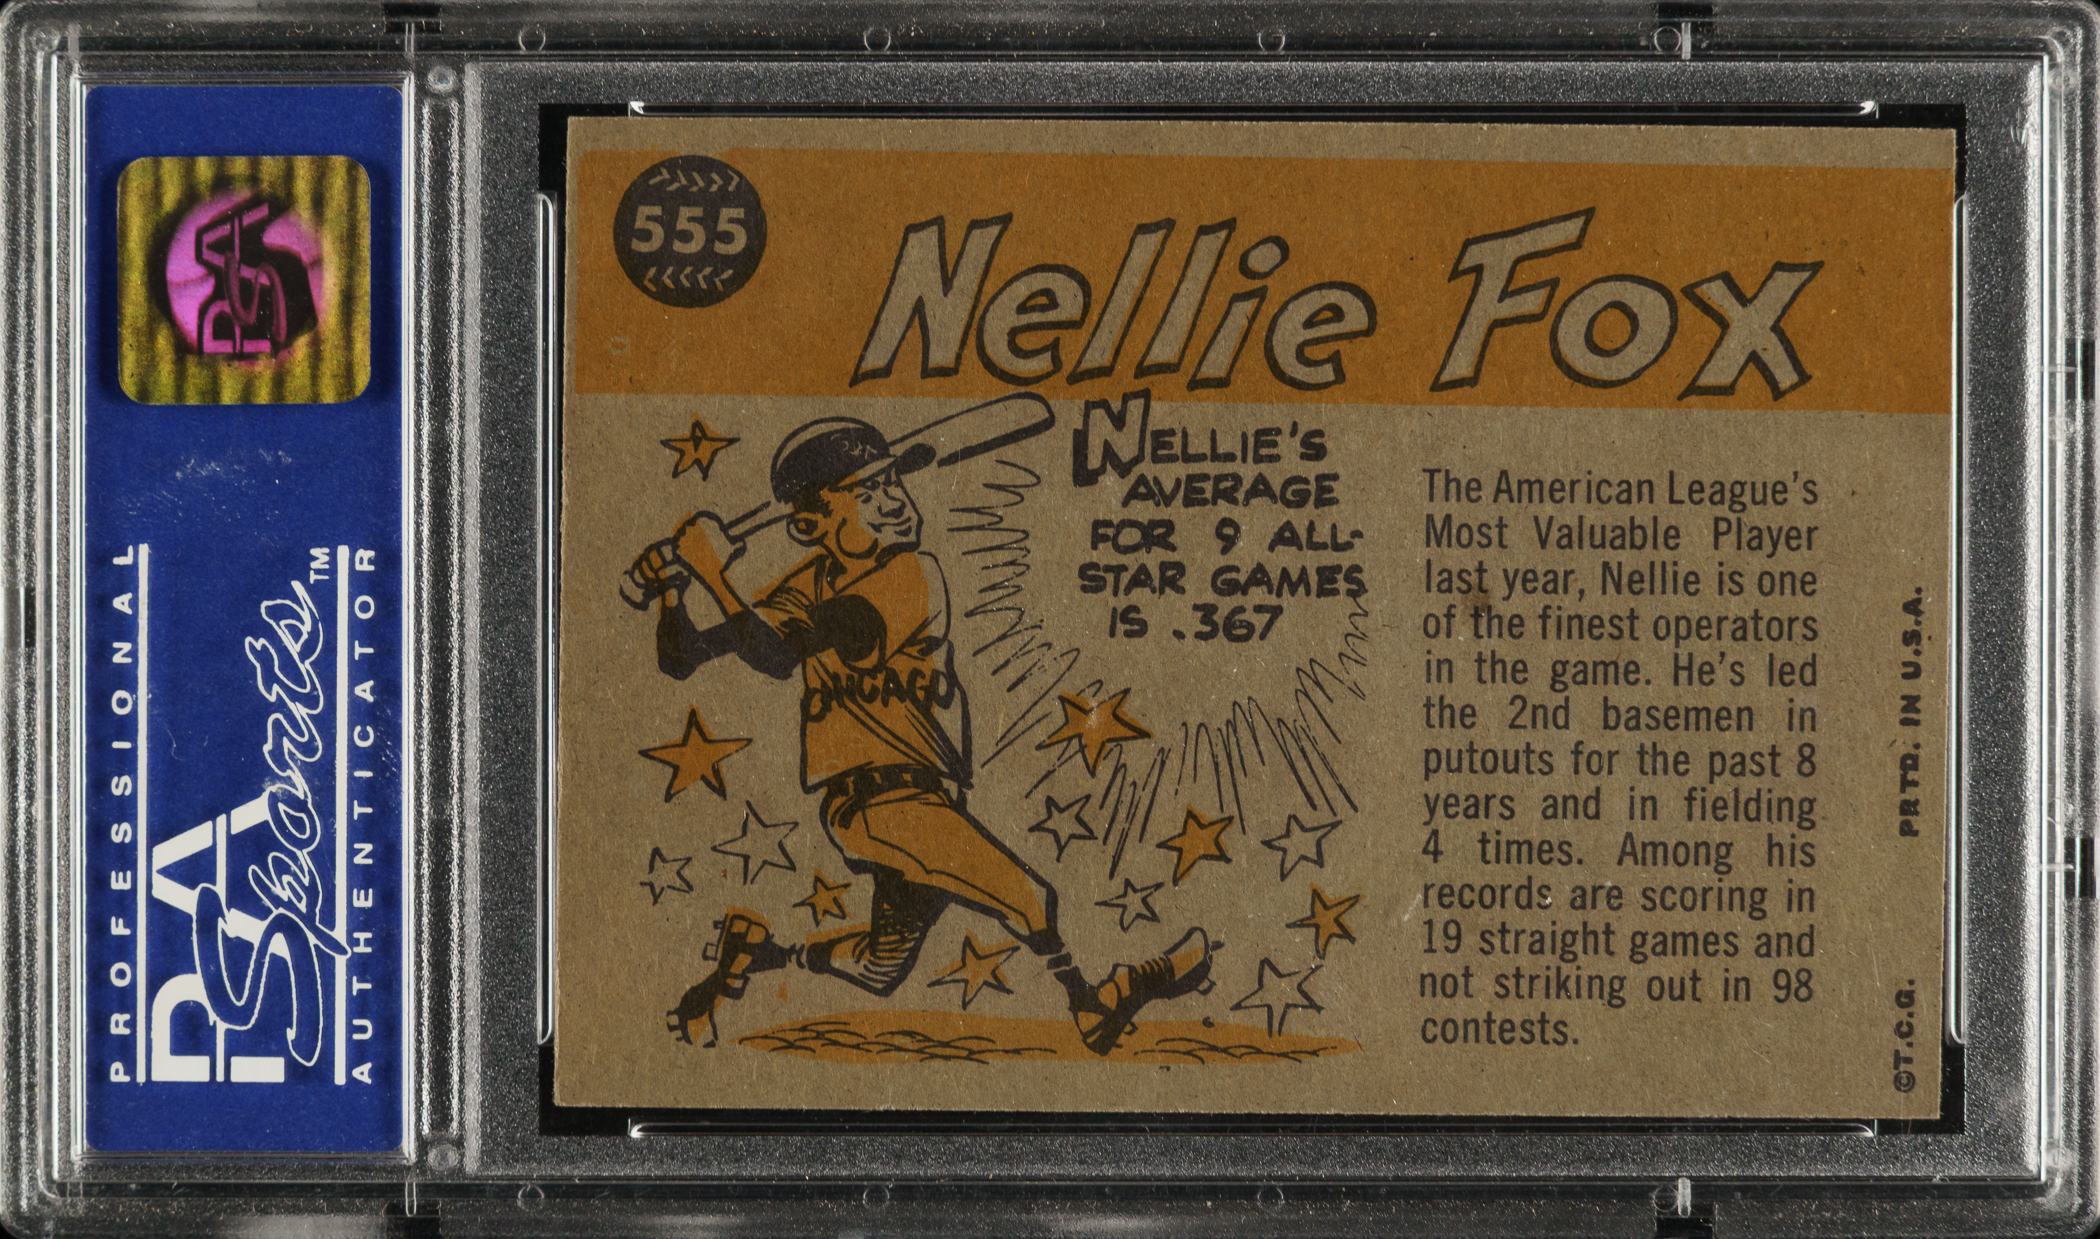 PSA
PROFESSIONAL
PSA
Sports™
AUTHENTICATOR
555
Nellie Fox
NELLIE'S
AVERAGE
FOR 9 ALL-
STAR GAMES
IS .367
CHICAGO
The American League's
Most Valuable Player
last year, Nellie is one
of the finest operators
in the game. He's led
the 2nd basemen in
putouts for the past 8
years and in fielding
4 times. Among his
records are scoring in
19 straight games and
not striking out in 98
contests.
©T.C.G. PRTD. IN U.S.A.